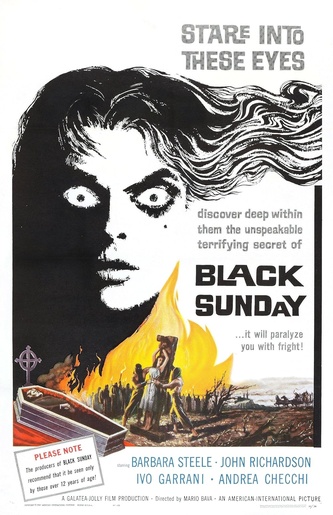 STARE INTO
THESE EYES
discover deep within
them the unspeakable
terrifying secret of
BLACK
SUNDAY
...it will paralyze
you with fright!
PLEASE NOTE
The producers of BLACK SUNDAY
recommend that it be seen only
by those over 12 years of age!
starring BARBARA STEELE · JOHN RICHARDSON
IVO GARRANI · ANDREA CHECCHI
A GALATEA JOLLY FILM PRODUCTION · Directed by MARIO BAVA · AN AMERICAN-INTERNATIONAL PICTURE